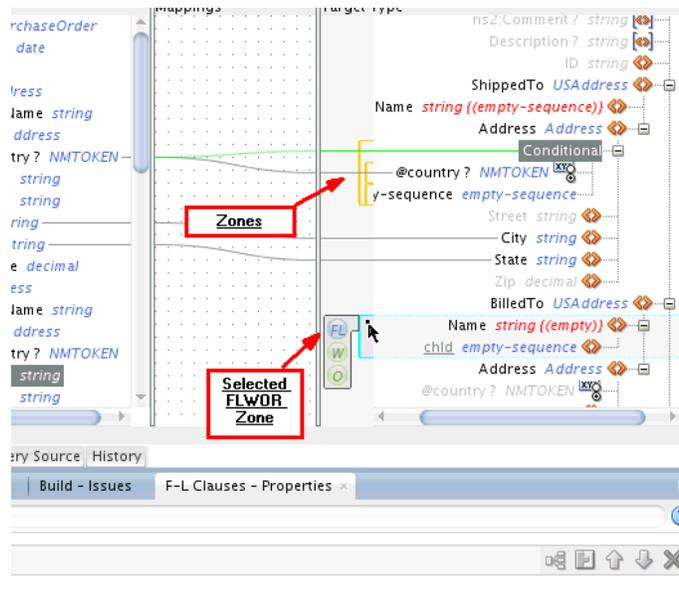 Mappings
Target Type
rchaseOrder
ns2:Comment ? string
date
Description ? string
ID string
ress
ShippedTo USAddress
Name string
Name string {(empty-sequence)}
ddress
Address Address
try ? NMTOKEN
Conditional
string
@country ? NMTOKEN
string
y-sequence empty-sequence
Zones
ring
Street string
tring
City string
e decimal
State string
ess
Zip decimal
Name string
BilledTo USAddress
ddress
FL
Name string {(empty)}
try ? NMTOKEN
W
chld empty-sequence
string
O
Address Address
string
Selected
FLWOR
Zone
@country ? NMTOKEN
ery Source
History
Build - Issues
F-L Clauses - Properties